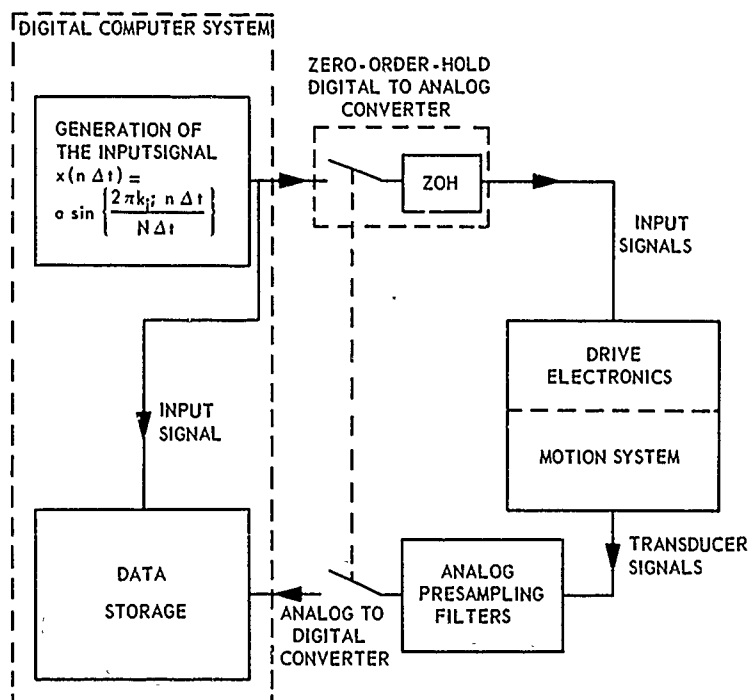 DIGITAL COMPUTER SYSTEM
GENERATION OF
THE INPUTSIGNAL
x(n Δt) =
a sin { 2πkj; n Δt / N Δt }
ZERO-ORDER-HOLD
DIGITAL TO ANALOG
CONVERTER
ZOH
INPUT
SIGNALS
DRIVE
ELECTRONICS
MOTION SYSTEM
TRANSDUCER
SIGNALS
ANALOG
PRESAMPLING
FILTERS
ANALOG TO
DIGITAL
CONVERTER
INPUT
SIGNAL
DATA
STORAGE